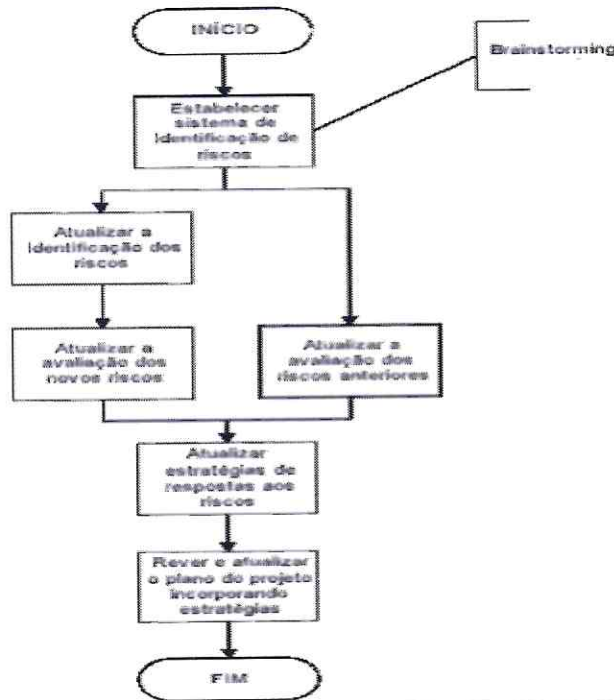 INÍCIO
Brainstorming
Estabelecer
sistema de
Identificação de
riscos
Atualizar a
Identificação dos
riscos
Atualizar a
avaliação dos
novos riscos
Atualizar a
avaliação dos
riscos anteriores
Atualizar
estratégias de
respostas aos
riscos
Rever e atualizar
o plano do projeto
incorporando
estratégias
FIM